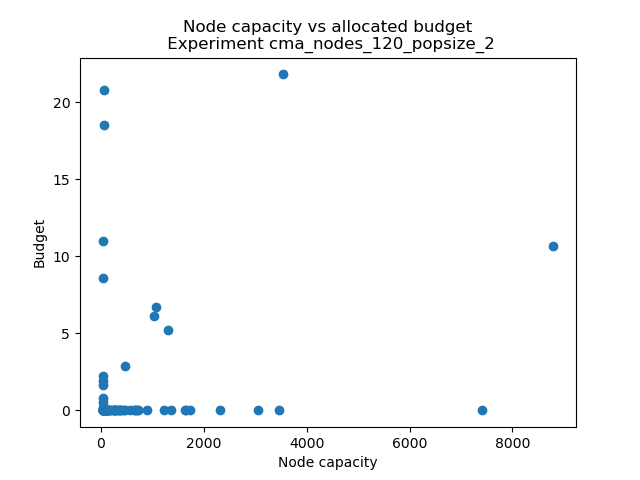 Node capacity vs allocated budget
Experiment cma_nodes_120_popsize_2
20
15
10
5
0
Budget
0 2000 4000 6000 8000
Node capacity